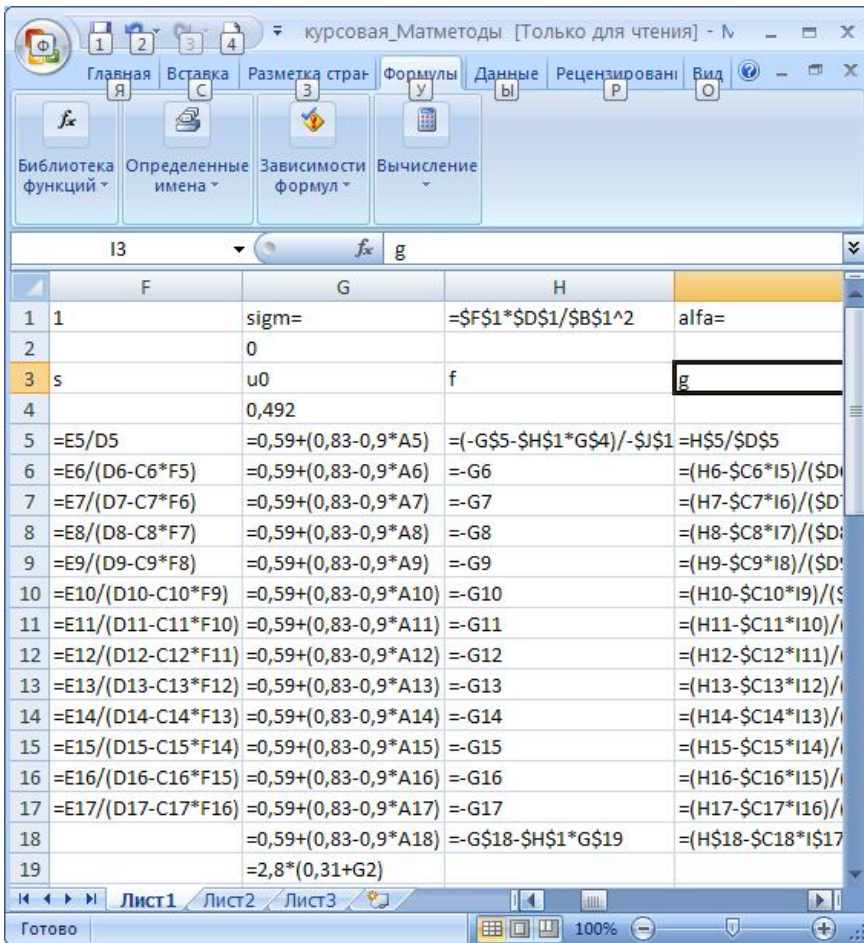 Ф 1 2 3 4 курсовая_Матметоды [Только для чтения] - М
Главная Вставка Разметка стран Формулы Данные Рецензировани Вид
Я С З У Ы Р О
Библиотека функций Определенные имена Зависимости формул Вычисление
I3 fx g
F G H
1 1 sigm= =$F$1*$D$1/$B$1^2 alfa=
2 0
3 s u0 f g
4 0,492
5 =E5/D5 =0,59+(0,83-0,9*A5) =(-G$5-$H$1*G$4)/-$J$1 =H$5/$D$5
6 =E6/(D6-C6*F5) =0,59+(0,83-0,9*A6) =-G6 =(H6-$C6*I5)/($D
7 =E7/(D7-C7*F6) =0,59+(0,83-0,9*A7) =-G7 =(H7-$C7*I6)/($D
8 =E8/(D8-C8*F7) =0,59+(0,83-0,9*A8) =-G8 =(H8-$C8*I7)/($D
9 =E9/(D9-C9*F8) =0,59+(0,83-0,9*A9) =-G9 =(H9-$C9*I8)/($D
10 =E10/(D10-C10*F9) =0,59+(0,83-0,9*A10) =-G10 =(H10-$C10*I9)/($
11 =E11/(D11-C11*F10) =0,59+(0,83-0,9*A11) =-G11 =(H11-$C11*I10)/(
12 =E12/(D12-C12*F11) =0,59+(0,83-0,9*A12) =-G12 =(H12-$C12*I11)/(
13 =E13/(D13-C13*F12) =0,59+(0,83-0,9*A13) =-G13 =(H13-$C13*I12)/(
14 =E14/(D14-C14*F13) =0,59+(0,83-0,9*A14) =-G14 =(H14-$C14*I13)/(
15 =E15/(D15-C15*F14) =0,59+(0,83-0,9*A15) =-G15 =(H15-$C15*I14)/(
16 =E16/(D16-C16*F15) =0,59+(0,83-0,9*A16) =-G16 =(H16-$C16*I15)/(
17 =E17/(D17-C17*F16) =0,59+(0,83-0,9*A17) =-G17 =(H17-$C17*I16)/(
18 =0,59+(0,83-0,9*A18) =-G$18-$H$1*G$19 =(H$18-$C18*I$17
19 =2,8*(0,31+G2)
Лист1 Лист2 Лист3
Готово 100%